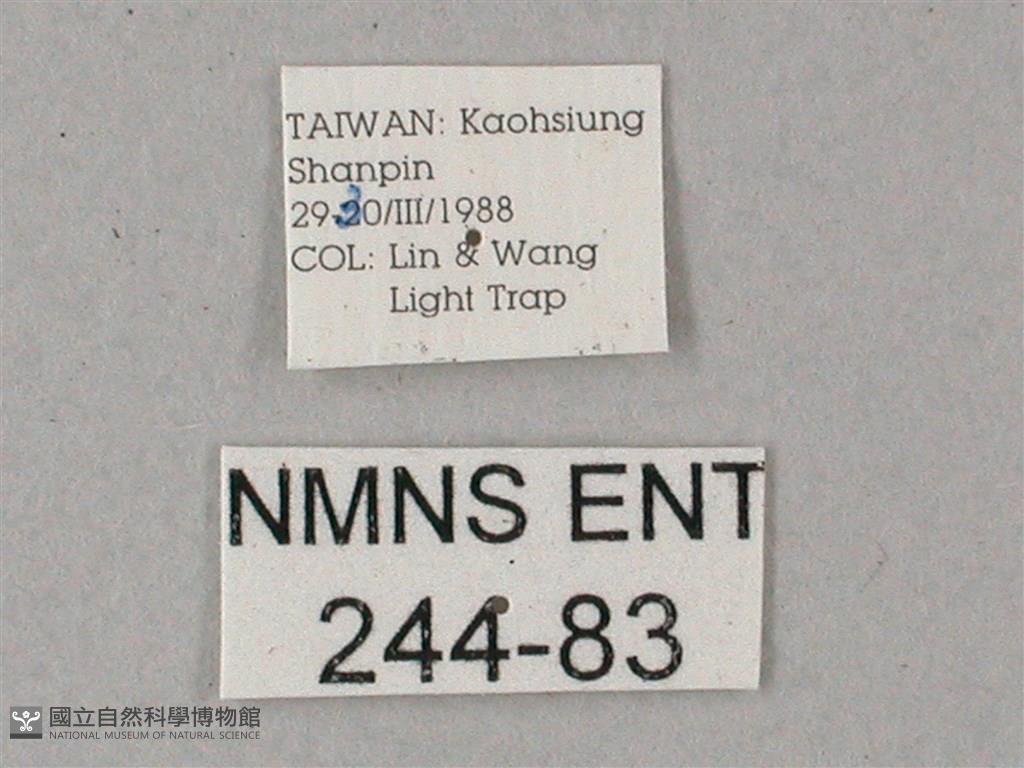 TAIWAN: Kaohsiung
Shanpin
29-30/III/1988
COL: Lin & Wang
Light Trap
NMNS ENT
244-83
國立自然科學博物館
NATIONAL MUSEUM OF NATURAL SCIENCE